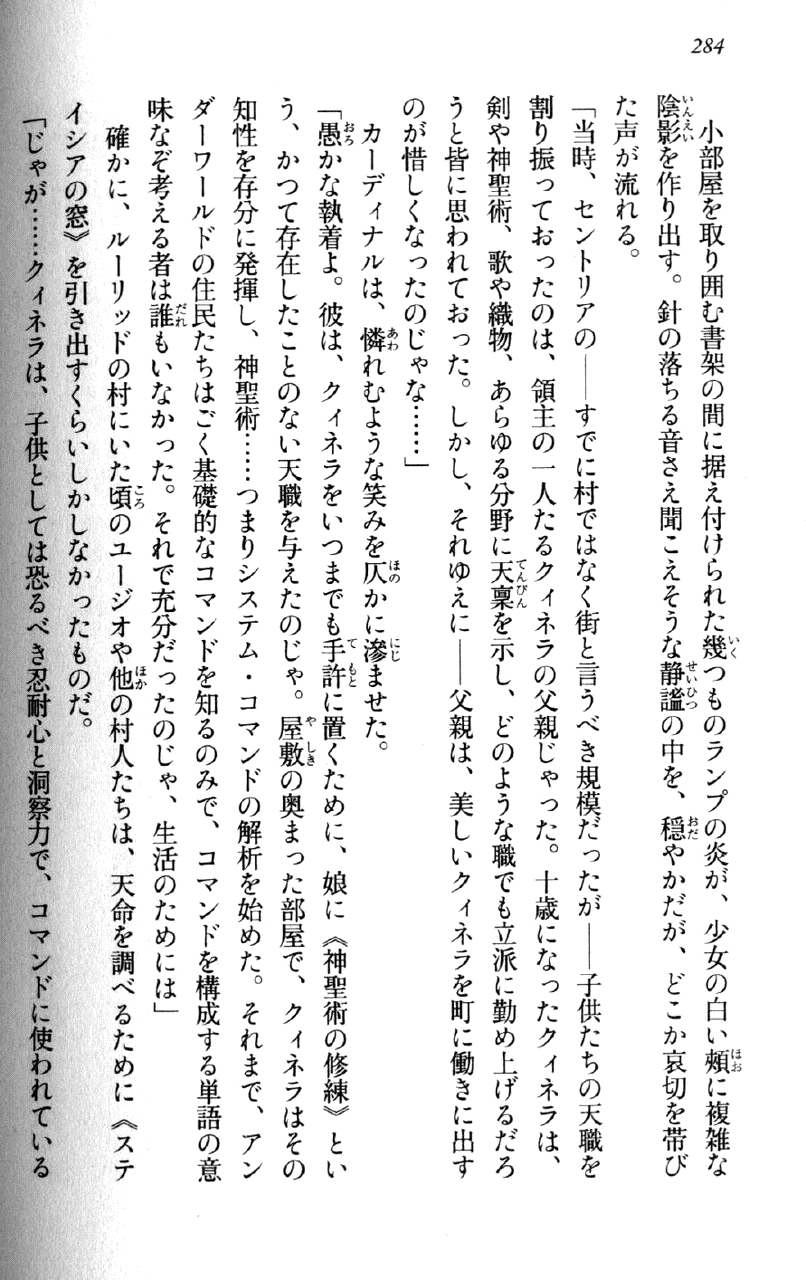 284
小部屋を取り囲む書架の間に据え付けられた幾つものランプの炎が、少女の白い頰に複雑な
陰影を作り出す。針の落ちる音さえ聞こえそうな静謐の中を、穏やかだが、どこか哀切を帯び
た声が流れる。
「当時、セントリアの――すでに村ではなく街と言うべき規模だったが――子供たちの天職を
割り振っておったのは、領主の一人たるクィネラの父親じゃった。十歳になったクィネラは、
剣や神聖術、歌や織物、あらゆる分野に天稟を示し、どのような職でも立派に勤め上げるだろ
うと皆に思われておった。しかし、それゆえに――父親は、美しいクィネラを町に働きに出す
のが惜しくなったのじゃな……」
カーディナルは、憐れむような笑みを仄かに滲ませた。
「愚かな執着よ。彼は、クィネラをいつまでも手許に置くために、娘に《神聖術の修練》とい
う、かつて存在したことのない天職を与えたのじゃ。屋敷の奥まった部屋で、クィネラはその
知性を存分に発揮し、神聖術……つまりシステム・コマンドの解析を始めた。それまで、アン
ダーワールドの住民たちはごく基礎的なコマンドを知るのみで、コマンドを構成する単語の意
味なぞ考える者は誰もいなかった。それで充分だったのじゃ、生活のためには」
確かに、ルーリッドの村にいた頃のユージオや他の村人たちは、天命を調べるために《ステ
イシアの窓》を引き出すくらいしかしなかったものだ。
「じゃが……クィネラは、子供としては恐るべき忍耐心と洞察力で、コマンドに使われている